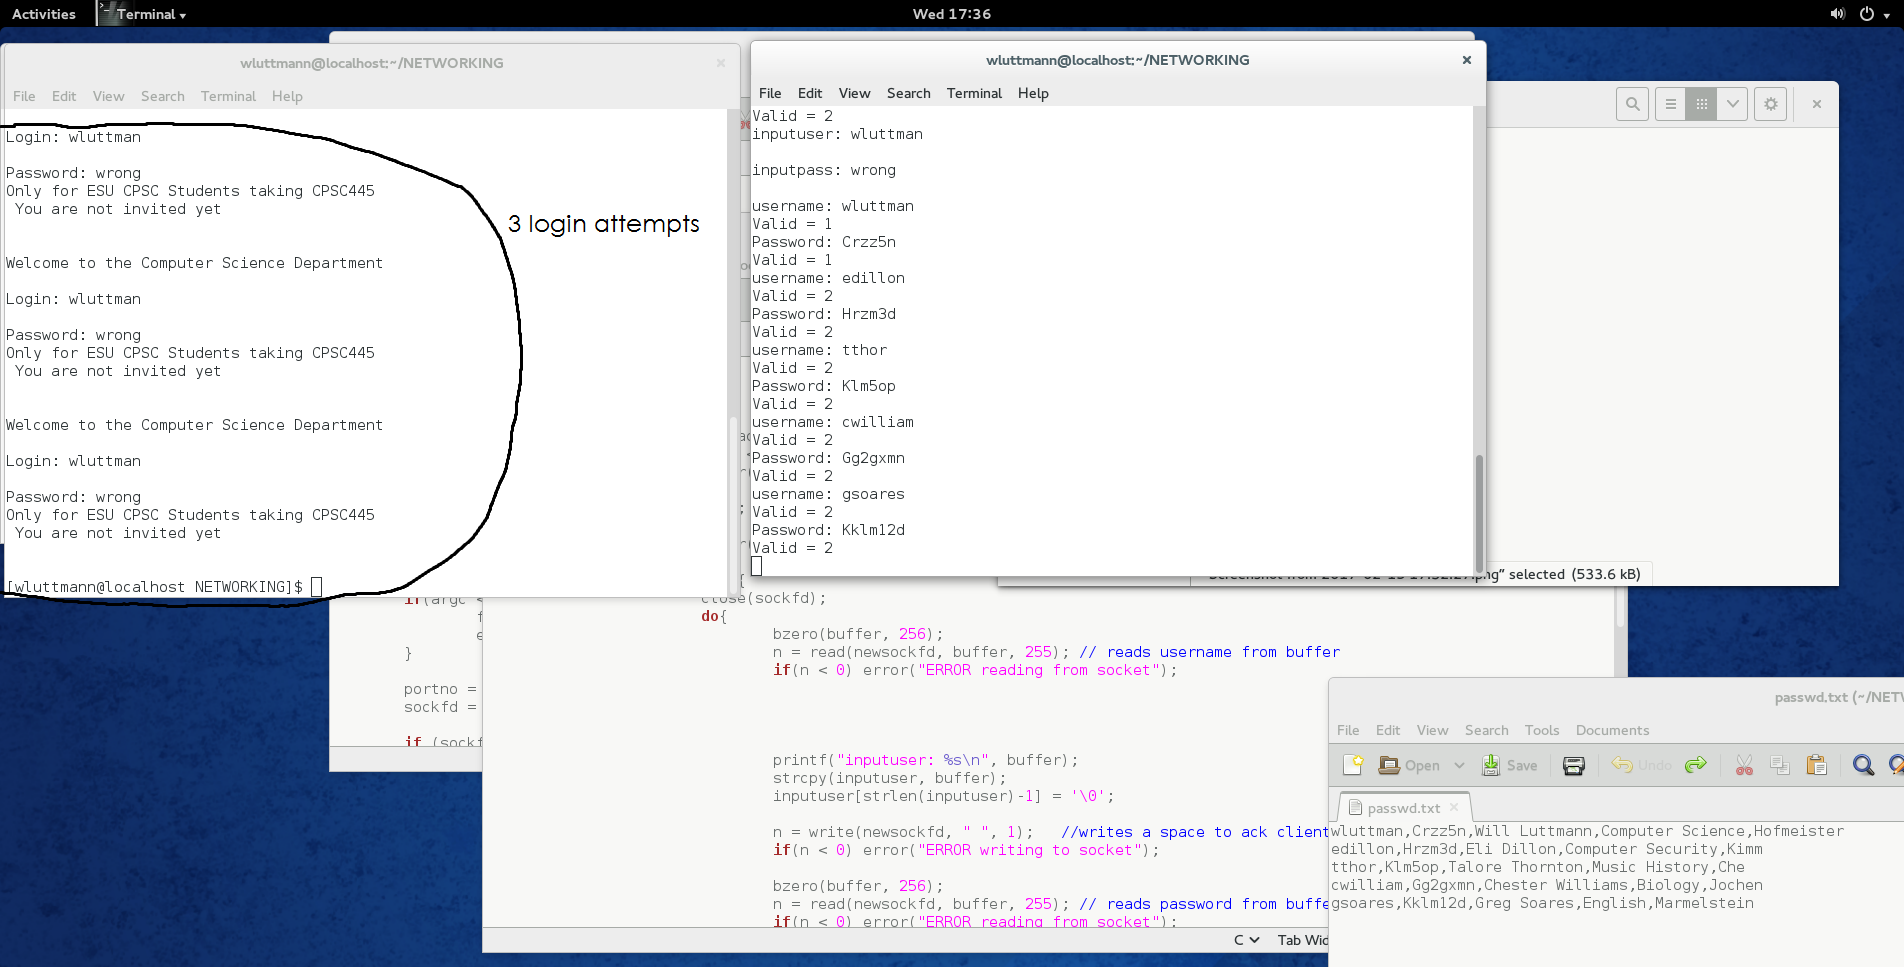 Activities
Terminal
Wed 17:36
wluttmann@localhost:~/NETWORKING
File Edit View Search Terminal Help
Login: wluttman
Password: wrong
Only for ESU CPSC Students taking CPSC445
You are not invited yet
Welcome to the Computer Science Department
Login: wluttman
Password: wrong
Only for ESU CPSC Students taking CPSC445
You are not invited yet
Welcome to the Computer Science Department
Login: wluttman
Password: wrong
Only for ESU CPSC Students taking CPSC445
You are not invited yet
[wluttmann@localhost NETWORKING]$
3 login attempts
wluttmann@localhost:~/NETWORKING
File Edit View Search Terminal Help
Valid = 2
inputuser: wluttman
inputpass: wrong
username: wluttman
Valid = 1
Password: Crzz5n
Valid = 1
username: edillon
Valid = 2
Password: Hrzm3d
Valid = 2
username: tthor
Valid = 2
Password: Klm5op
Valid = 2
username: cwilliam
Valid = 2
Password: Gg2gxmn
Valid = 2
username: gsoares
Valid = 2
Password: Kklm12d
Valid = 2
selected (533.6 kB)
if(argc <
}
portno =
sockfd =
if (sockf
{
close(sockfd);
do{
bzero(buffer, 256);
n = read(newsockfd, buffer, 255); // reads username from buffer
if(n < 0) error("ERROR reading from socket");
printf("inputuser: %s\n", buffer);
strcpy(inputuser, buffer);
inputuser[strlen(inputuser)-1] = '\0';
n = write(newsockfd, " ", 1); //writes a space to ack client
if(n < 0) error("ERROR writing to socket");
bzero(buffer, 256);
n = read(newsockfd, buffer, 255); // reads password from buffe
if(n < 0) error("ERROR reading from socket");
C Tab Wid
passwd.txt (~/NETW
File Edit View Search Tools Documents
Open Save Undo
passwd.txt
wluttman,Crzz5n,Will Luttmann,Computer Science,Hofmeister
edillon,Hrzm3d,Eli Dillon,Computer Security,Kimm
tthor,Klm5op,Talore Thornton,Music History,Che
cwilliam,Gg2gxmn,Chester Williams,Biology,Jochen
gsoares,Kklm12d,Greg Soares,English,Marmelstein